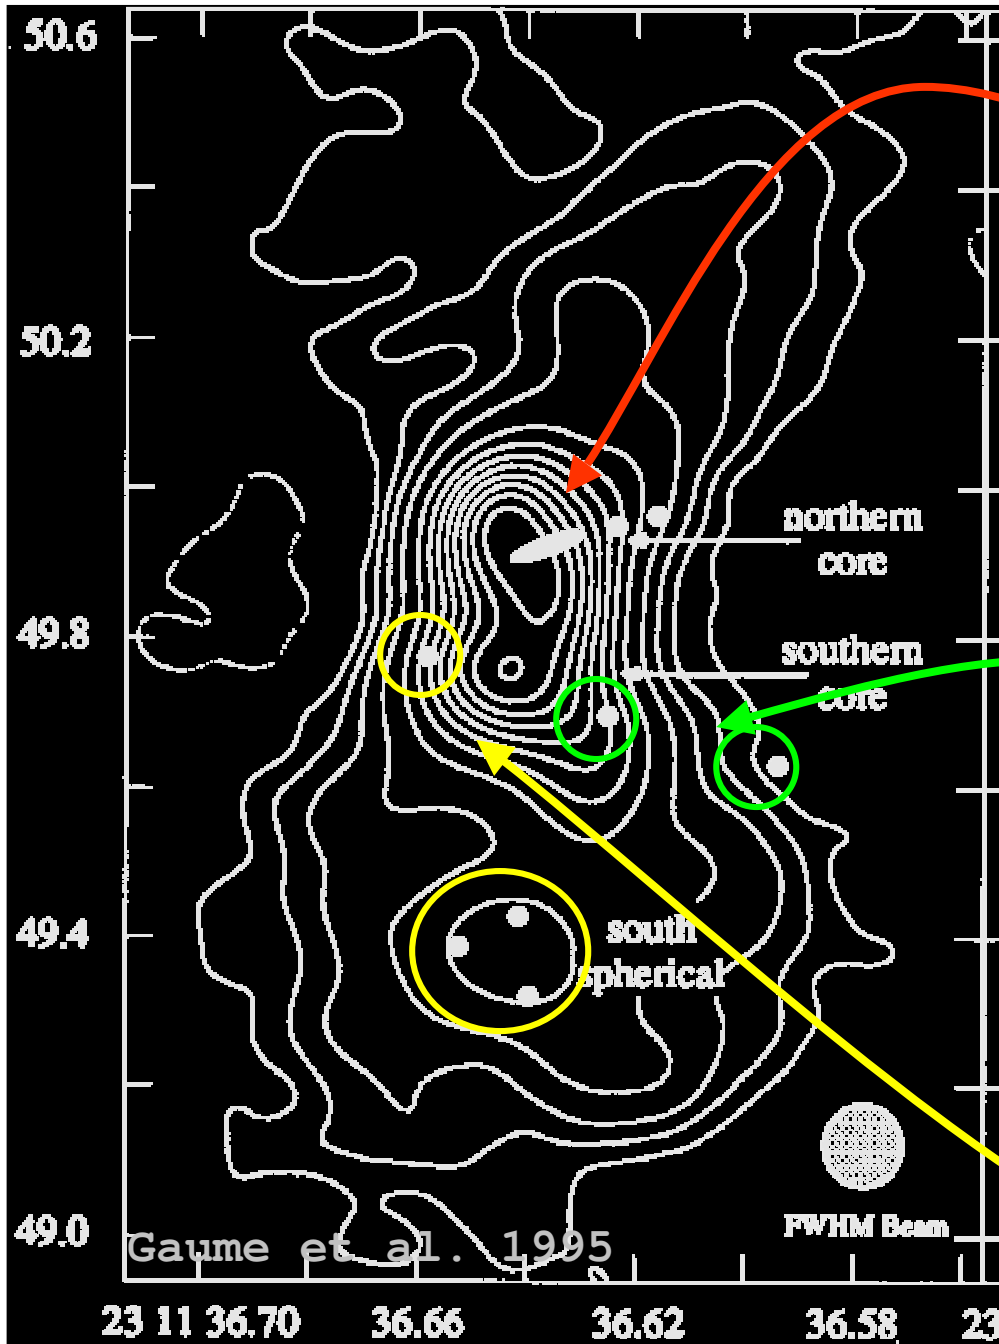 50.6
50.2
northern
core
49.8
southern
core
49.4
south
spherical
49.0
FWHM Beam
Gaume et al. 1995
23 11 36.70 36.66 36.62 36.58 23